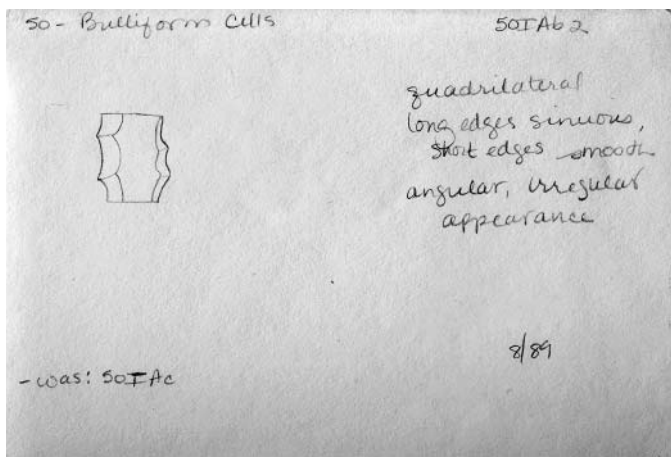 50 - Bulliform Cells
50IAb2
quadrilateral
long edges sinuous,
short edges smooth
angular, irregular
appearance
8/89
- was: 50IAc